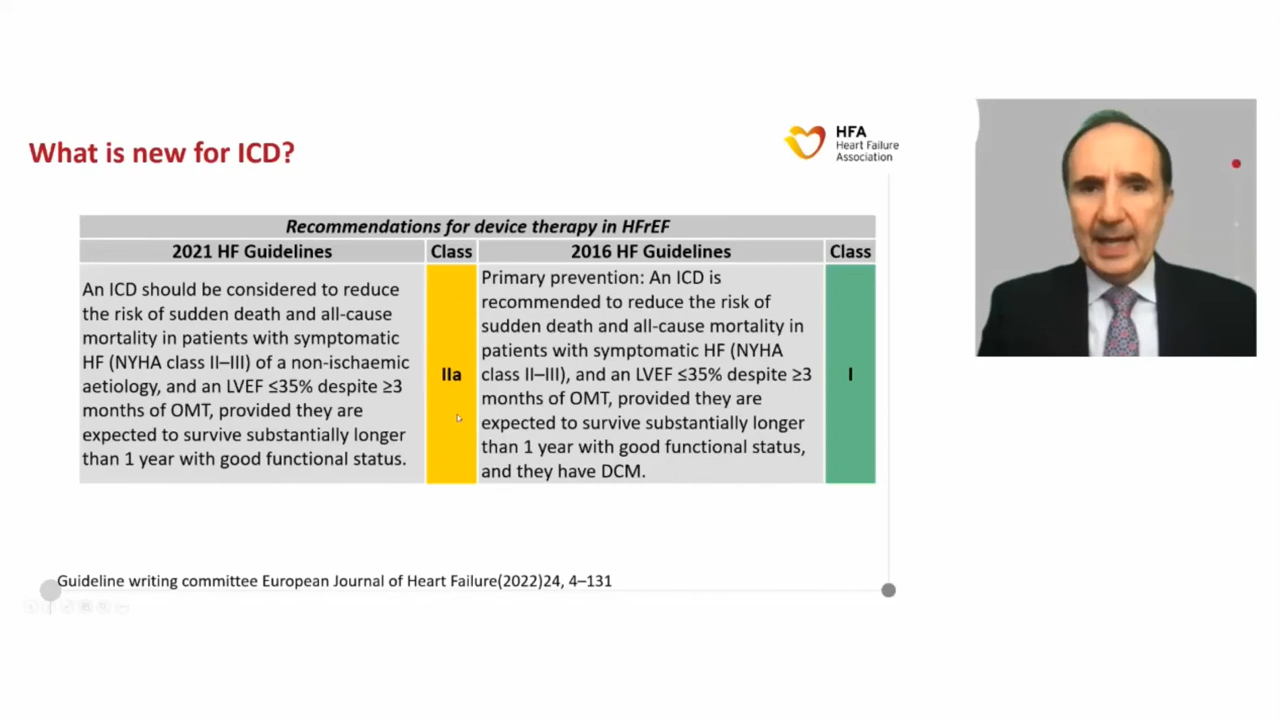 What is new for ICD?
HFA
Heart Failure
Association
Recommendations for device therapy in HFrEF
2021 HF Guidelines
Class
2016 HF Guidelines
Class
An ICD should be considered to reduce
the risk of sudden death and all-cause
mortality in patients with symptomatic
HF (NYHA class II–III) of a non-ischaemic
aetiology, and an LVEF ≤35% despite ≥3
months of OMT, provided they are
expected to survive substantially longer
than 1 year with good functional status.
IIa
Primary prevention: An ICD is
recommended to reduce the risk of
sudden death and all-cause mortality in
patients with symptomatic HF (NYHA
class II–III), and an LVEF ≤35% despite ≥3
months of OMT, provided they are
expected to survive substantially longer
than 1 year with good functional status,
and they have DCM.
I
Guideline writing committee European Journal of Heart Failure(2022)24, 4–131